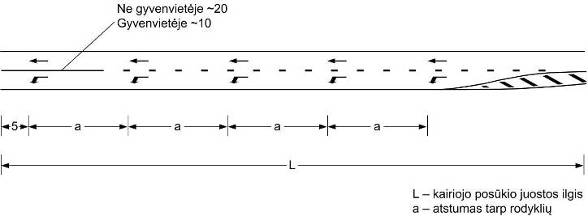 Ne gyvenvietėje ~20
Gyvenvietėje ~10
5
a
a
a
a
L
L – kairiojo posūkio juostos ilgis
a – atstumas tarp rodyklių